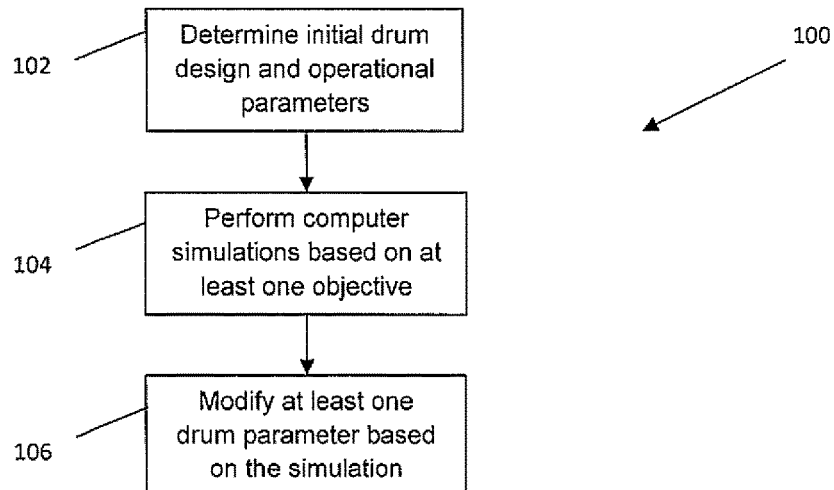 Determine initial drum
design and operational
parameters
102
100
Perform computer
simulations based on at
least one objective
104
Modify at least one
drum parameter based
on the simulation
106